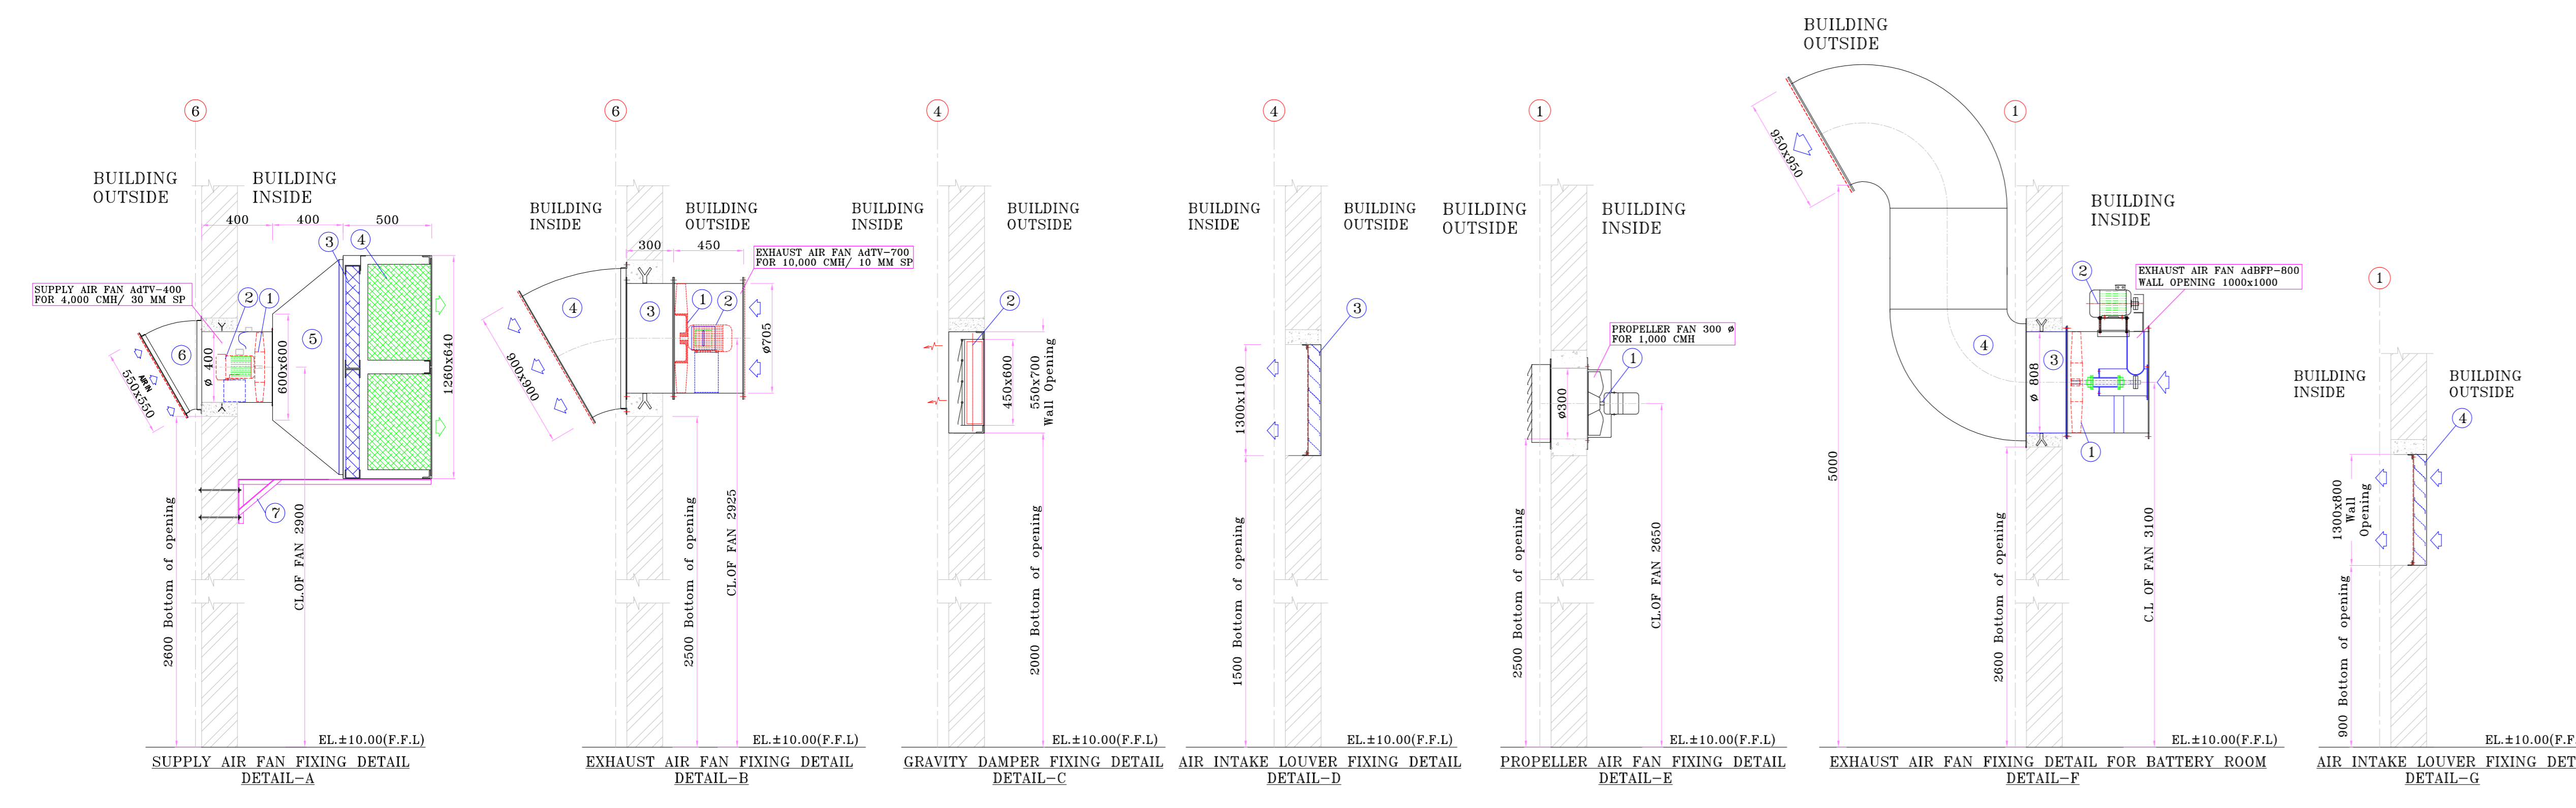 6
BUILDING
OUTSIDE
BUILDING
INSIDE
400
400
500
3
4
SUPPLY AIR FAN AdTV-400
FOR 4,000 CMH/ 30 MM SP
2
1
5
6
AIR IN
550x550
ø 400
600x600
1260x640
7
2600 Bottom of opening
CL.OF FAN 2900
EL.±10.00(F.F.L)
SUPPLY AIR FAN FIXING DETAIL
DETAIL-A
6
BUILDING
INSIDE
BUILDING
OUTSIDE
300
450
EXHAUST AIR FAN AdTV-700
FOR 10,000 CMH/ 10 MM SP
4
3
1
2
900x900
ø705
2500 Bottom of opening
CL.OF FAN 2925
EL.±10.00(F.F.L)
EXHAUST AIR FAN FIXING DETAIL
DETAIL-B
4
BUILDING
INSIDE
BUILDING
OUTSIDE
2
450x600
550x700
Wall Opening
2000 Bottom of opening
EL.±10.00(F.F.L)
GRAVITY DAMPER FIXING DETAIL
DETAIL-C
4
BUILDING
INSIDE
BUILDING
OUTSIDE
3
1300x1100
1500 Bottom of opening
EL.±10.00(F.F.L)
AIR INTAKE LOUVER FIXING DETAIL
DETAIL-D
1
BUILDING
OUTSIDE
BUILDING
INSIDE
PROPELLER FAN 300 ø
FOR 1,000 CMH
1
ø300
2500 Bottom of opening
CL.OF FAN 2650
EL.±10.00(F.F.L)
PROPELLER AIR FAN FIXING DETAIL
DETAIL-E
BUILDING
OUTSIDE
1
950x950
BUILDING
INSIDE
2
EXHAUST AIR FAN AdBFP-800
WALL OPENING 1000x1000
4
3
ø 808
1
5000
2600 Bottom of opening
C.L OF FAN 3100
EL.±10.00(F.F.L)
EXHAUST AIR FAN FIXING DETAIL FOR BATTERY ROOM
DETAIL-F
1
BUILDING
INSIDE
BUILDING
OUTSIDE
4
1300x800
Wall
Opening
900 Bottom of opening
EL.±10.00(F.F
AIR INTAKE LOUVER FIXING DET
DETAIL-G